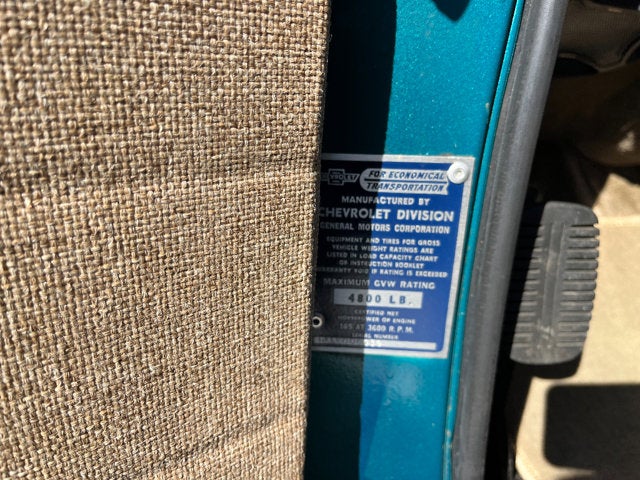 FOR ECONOMICAL
TRANSPORTATION
MANUFACTURED BY
CHEVROLET DIVISION
GENERAL MOTORS CORPORATION
EQUIPMENT AND TIRES FOR GROSS
VEHICLE WEIGHT RATINGS ARE
LISTED IN LOAD CAPACITY CHART
OF INSTRUCTION BOOKLET
WARRANTY VOID IF RATING IS EXCEEDED
MAXIMUM GVW RATING
4800 LB.
CERTIFIED NET
HORSEPOWER OF ENGINE
AT 3600 R.P.M.
SERIAL NUMBER